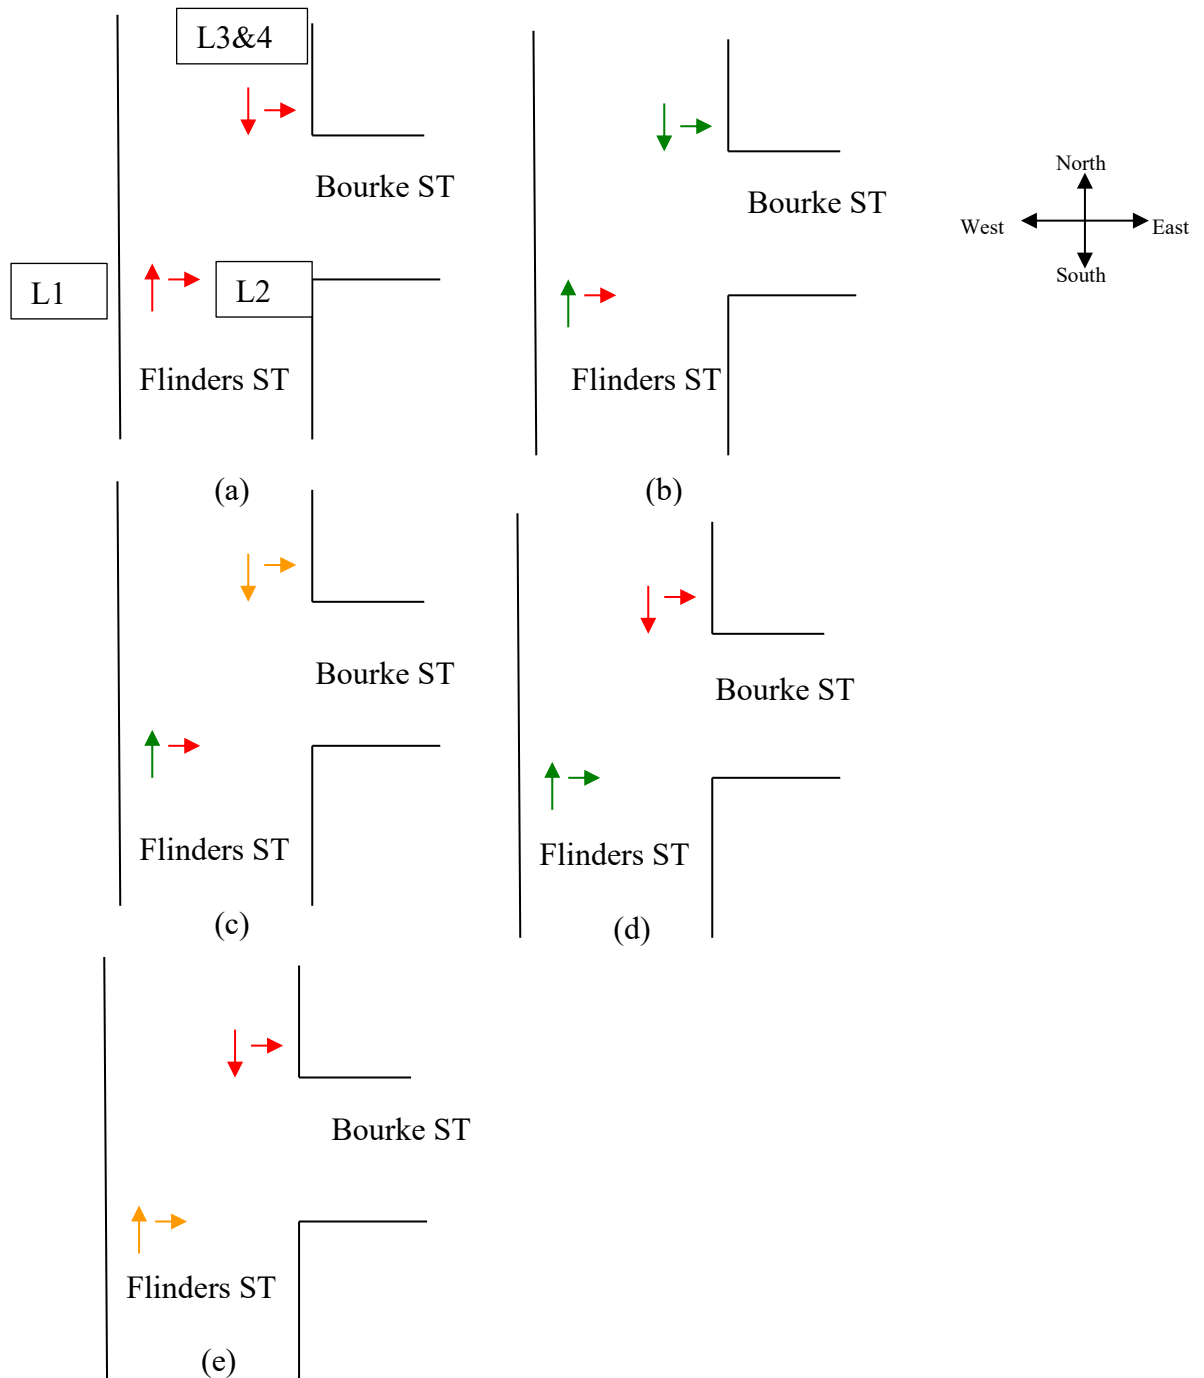 L3&4
Bourke ST
L1
L2
Flinders ST
(a)
Bourke ST
Flinders ST
(b)
North
West
East
South
Bourke ST
Flinders ST
(c)
Bourke ST
Flinders ST
(d)
Bourke ST
Flinders ST
(e)